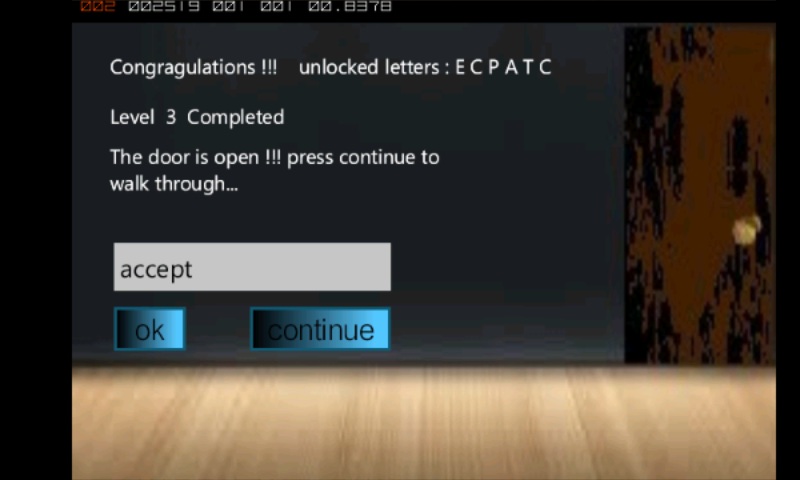 002 002519 001 001 00.8378
Congragulations !!! unlocked letters : E C P A T C
Level 3 Completed
The door is open !!! press continue to
walk through...
accept
ok continue